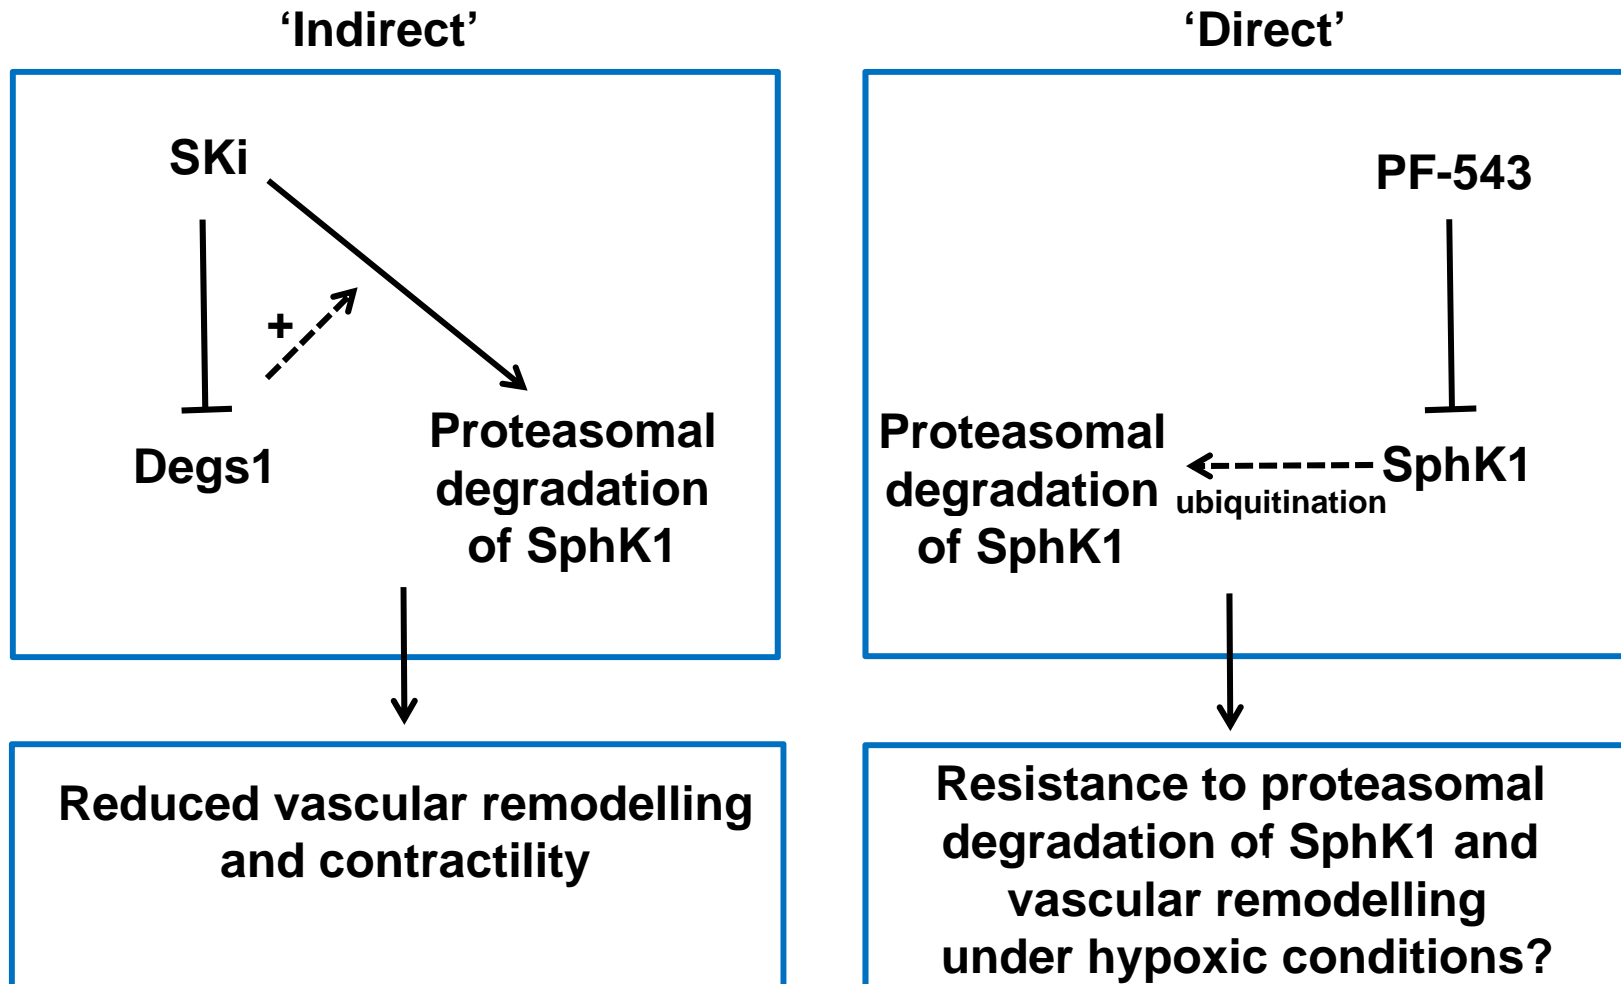 ‘Indirect’
SKi
+
Degs1
Proteasomal
degradation
of SphK1
Reduced vascular remodelling
and contractility
‘Direct’
PF-543
SphK1
ubiquitination
Proteasomal
degradation
of SphK1
Resistance to proteasomal
degradation of SphK1 and
vascular remodelling
under hypoxic conditions?